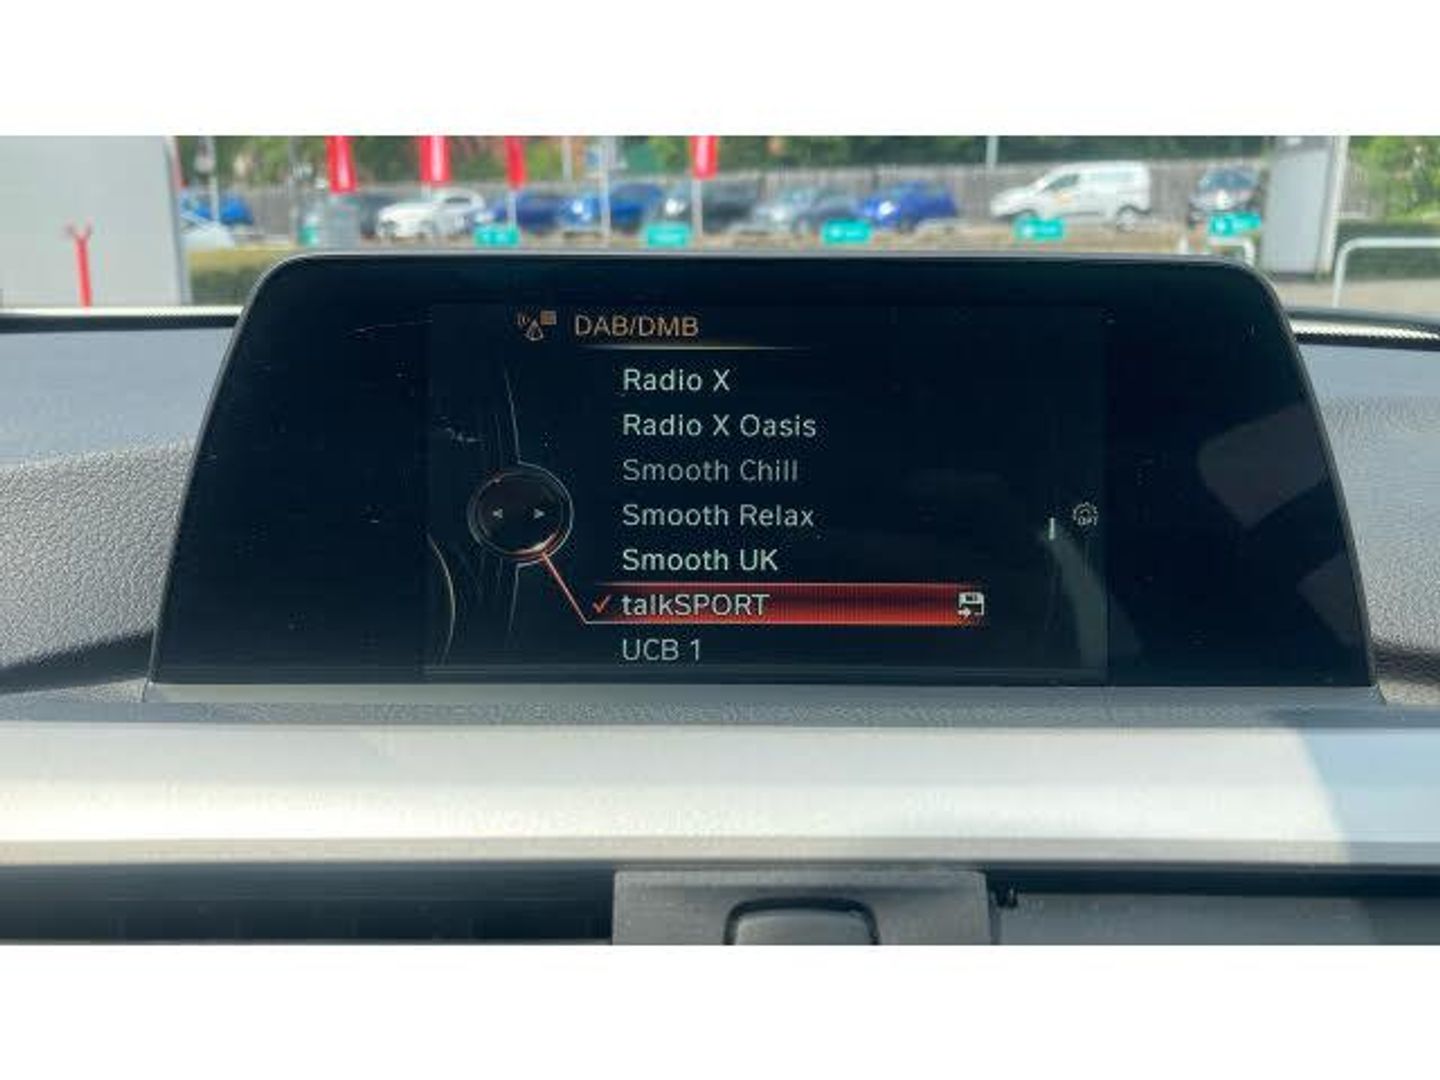 DAB/DMB
Radio X
Radio X Oasis
Smooth Chill
Smooth Relax
Smooth UK
talkSPORT
UCB 1